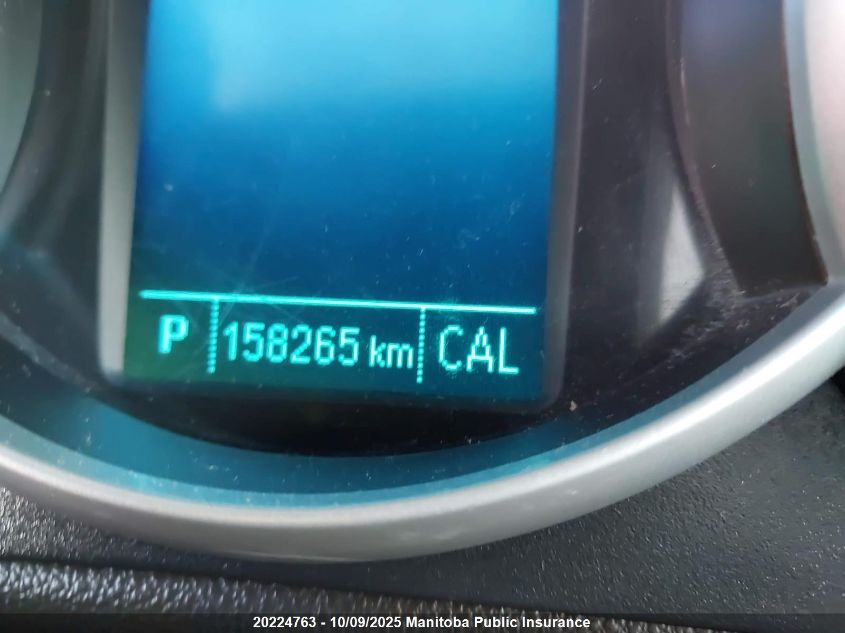 P 158265 km CAL
20224763 - 10/09/2025 Manitoba Public Insurance